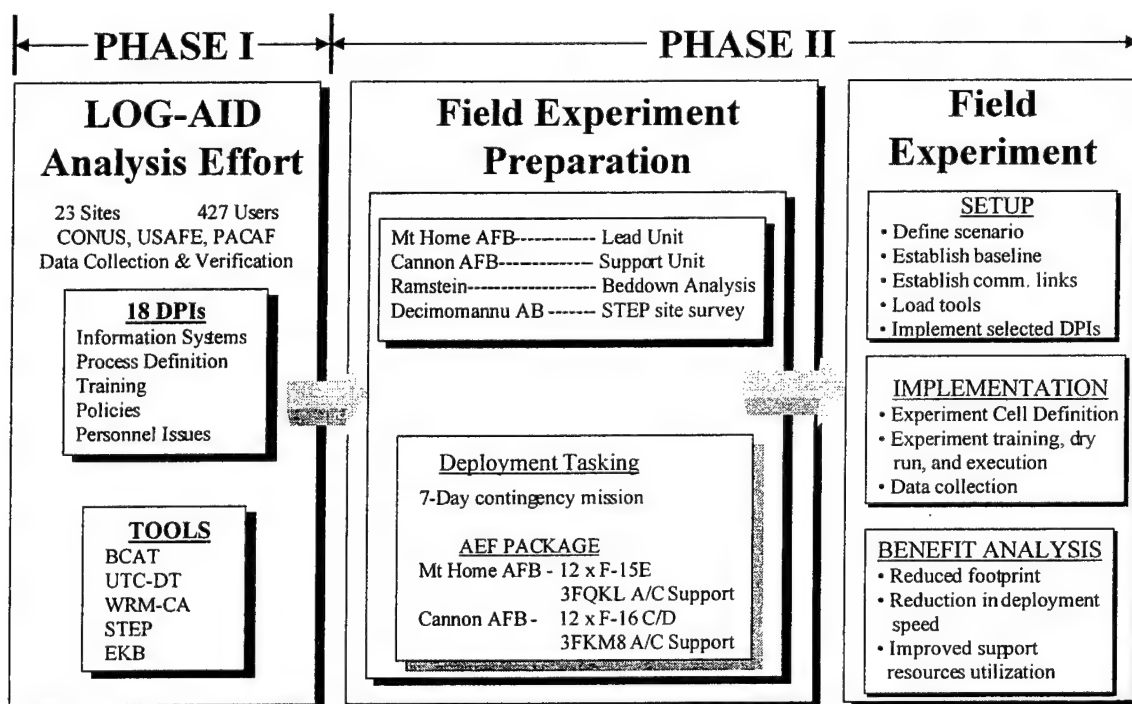 PHASE I
PHASE II
LOG-AID
Analysis Effort
23 Sites 427 Users
CONUS, USAFE, PACAF
Data Collection & Verification
18 DPIs
Information Systems
Process Definition
Training
Policies
Personnel Issues
TOOLS
BCAT
UTC-DT
WRM-CA
STEP
EKB
Field Experiment
Preparation
Mt Home AFB------------ Lead Unit
Cannon AFB-------------- Support Unit
Ramstein------------------ Beddown Analysis
Decimomannu AB ------- STEP site survey
Deployment Tasking
7-Day contingency mission
AEF PACKAGE
Mt Home AFB - 12 x F-15E
3FQKL A/C Support
Cannon AFB - 12 x F-16 C/D
3FKM8 A/C Support
Field
Experiment
SETUP
• Define scenario
• Establish baseline
• Establish comm. links
• Load tools
• Implement selected DPIs
IMPLEMENTATION
• Experiment Cell Definition
• Experiment training, dry
run, and execution
• Data collection
BENEFIT ANALYSIS
• Reduced footprint
• Reduction in deployment
speed
• Improved support
resources utilization